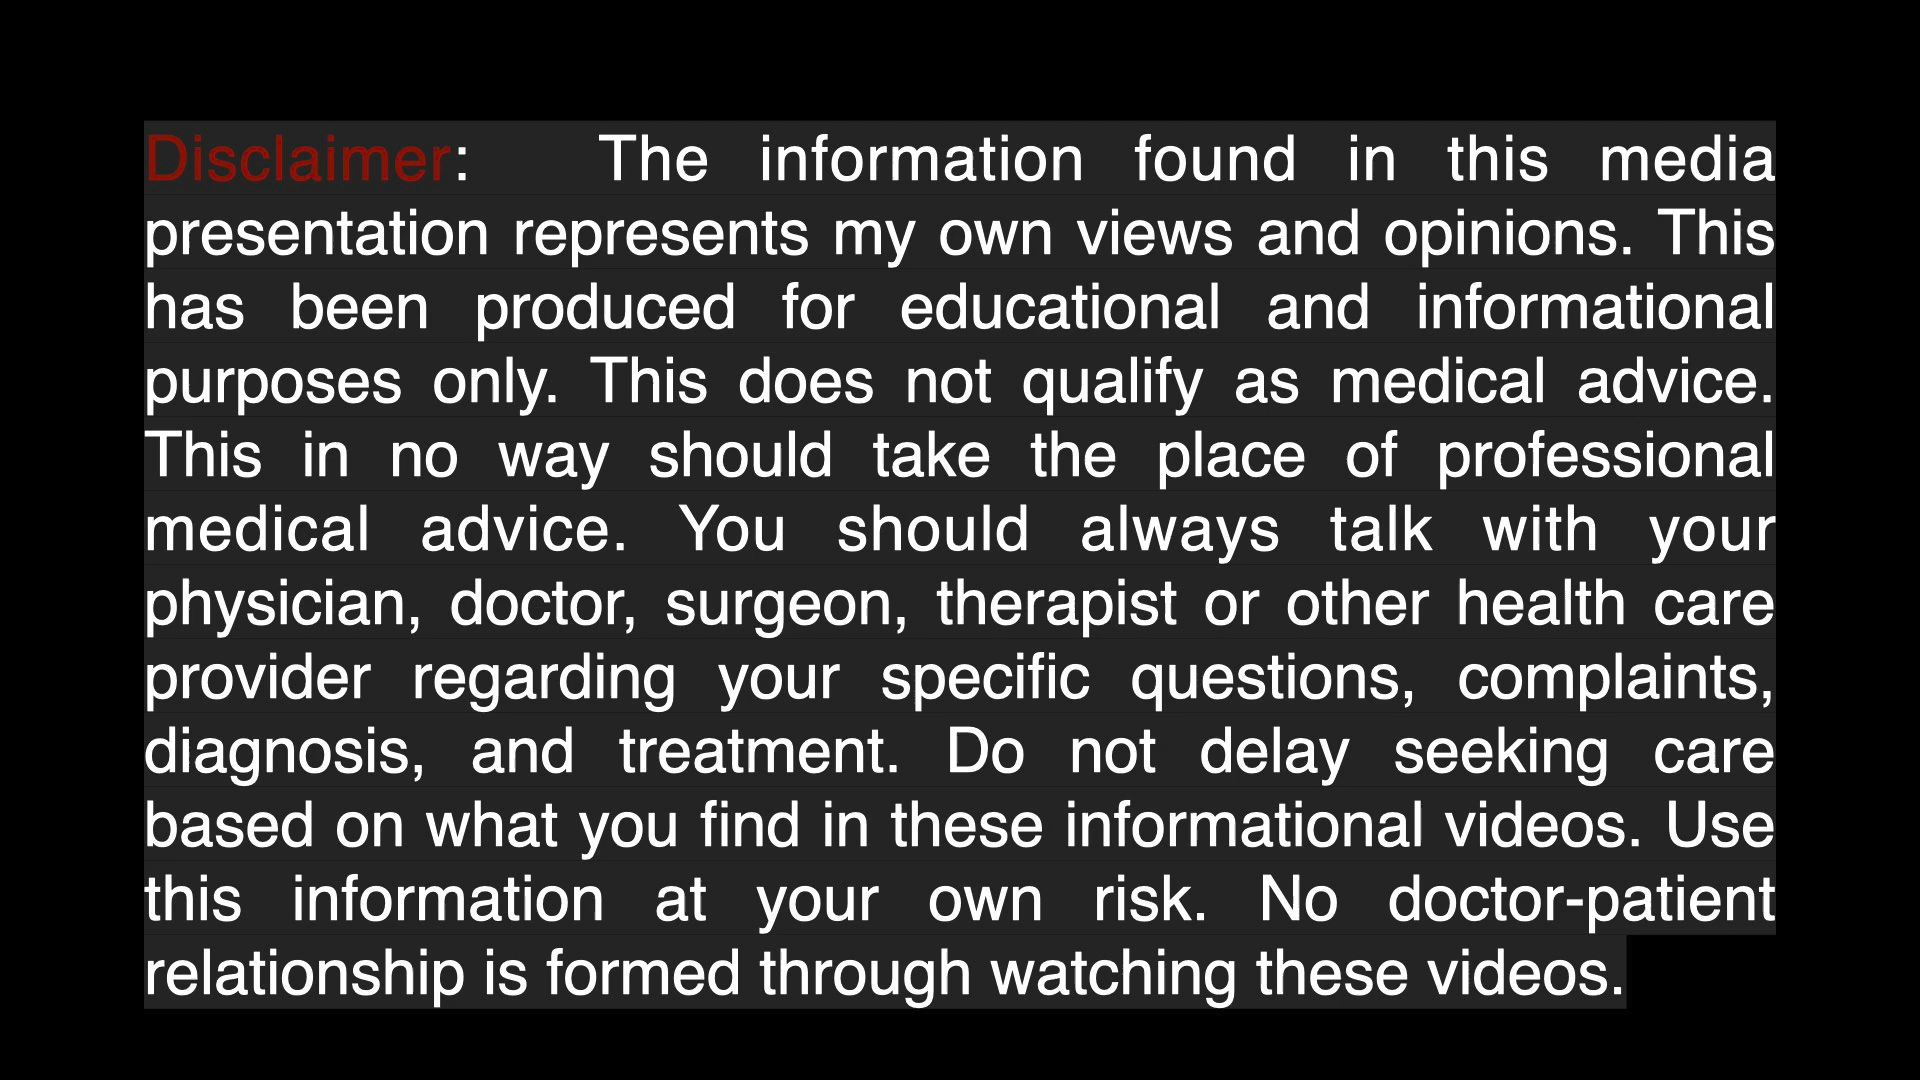 Disclaimer: The information found in this media
presentation represents my own views and opinions. This
has been produced for educational and informational
purposes only. This does not qualify as medical advice.
This in no way should take the place of professional
medical advice. You should always talk with your
physician, doctor, surgeon, therapist or other health care
provider regarding your specific questions, complaints,
diagnosis, and treatment. Do not delay seeking care
based on what you find in these informational videos. Use
this information at your own risk. No doctor-patient
relationship is formed through watching these videos.